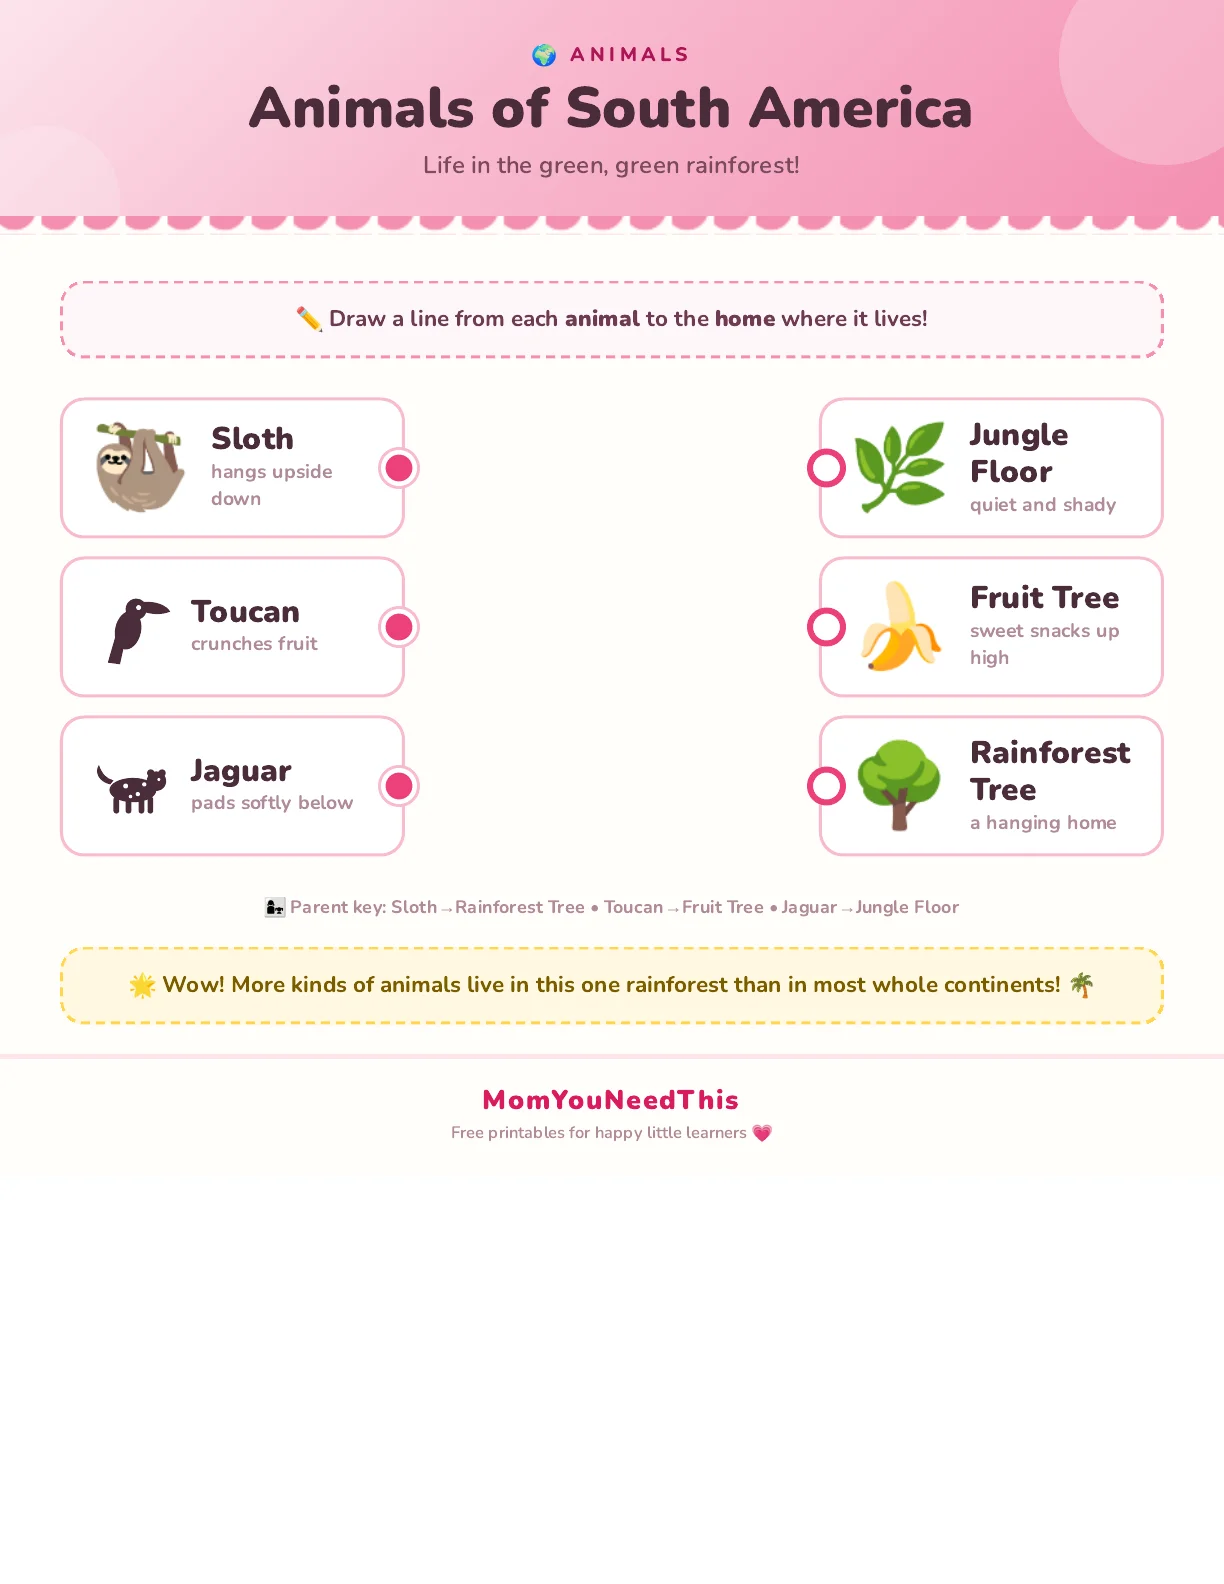 🌍 ANIMALS
Animals of South America
Life in the green, green rainforest!
✏️ Draw a line from each animal to the home where it lives!
Sloth
hangs upside
down
Jungle
Floor
quiet and shady
Toucan
crunches fruit
Fruit Tree
sweet snacks up
high
Jaguar
pads softly below
Rainforest
Tree
a hanging home
Parent key: Sloth→Rainforest Tree • Toucan→Fruit Tree • Jaguar→Jungle Floor
🌟 Wow! More kinds of animals live in this one rainforest than in most whole continents! 🌴
MomYouNeedThis
Free printables for happy little learners 💗